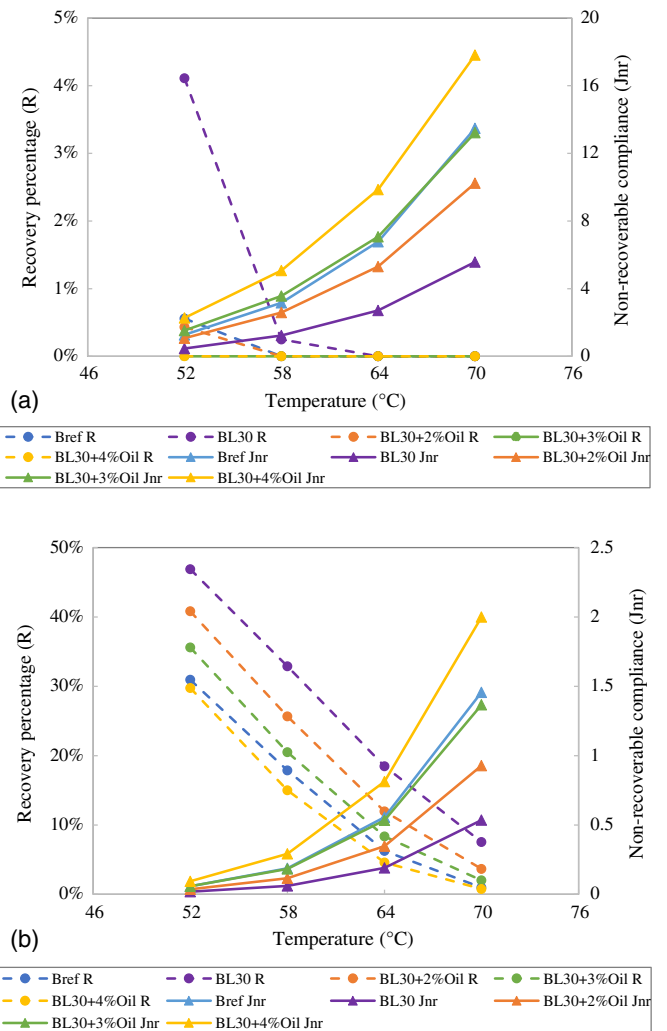 5%
4%
3%
2%
1%
0%
Recovery percentage (R)
20
16
12
8
4
0
Non-recoverable compliance (Jnr)
46 52 58 64 70 76
Temperature (°C)
(a)
Bref R BL30 R BL30+2%Oil R BL30+3%Oil R
BL30+4%Oil R Bref Jnr BL30 Jnr BL30+2%Oil Jnr
BL30+3%Oil Jnr BL30+4%Oil Jnr
50%
40%
30%
20%
10%
0%
Recovery percentage (R)
2.5
2
1.5
1
0.5
0
Non-recoverable compliance (Jnr)
46 52 58 64 70 76
Temperature (°C)
(b)
Bref R BL30 R BL30+2%Oil R BL30+3%Oil R
BL30+4%Oil R Bref Jnr BL30 Jnr BL30+2%Oil Jnr
BL30+3%Oil Jnr BL30+4%Oil Jnr